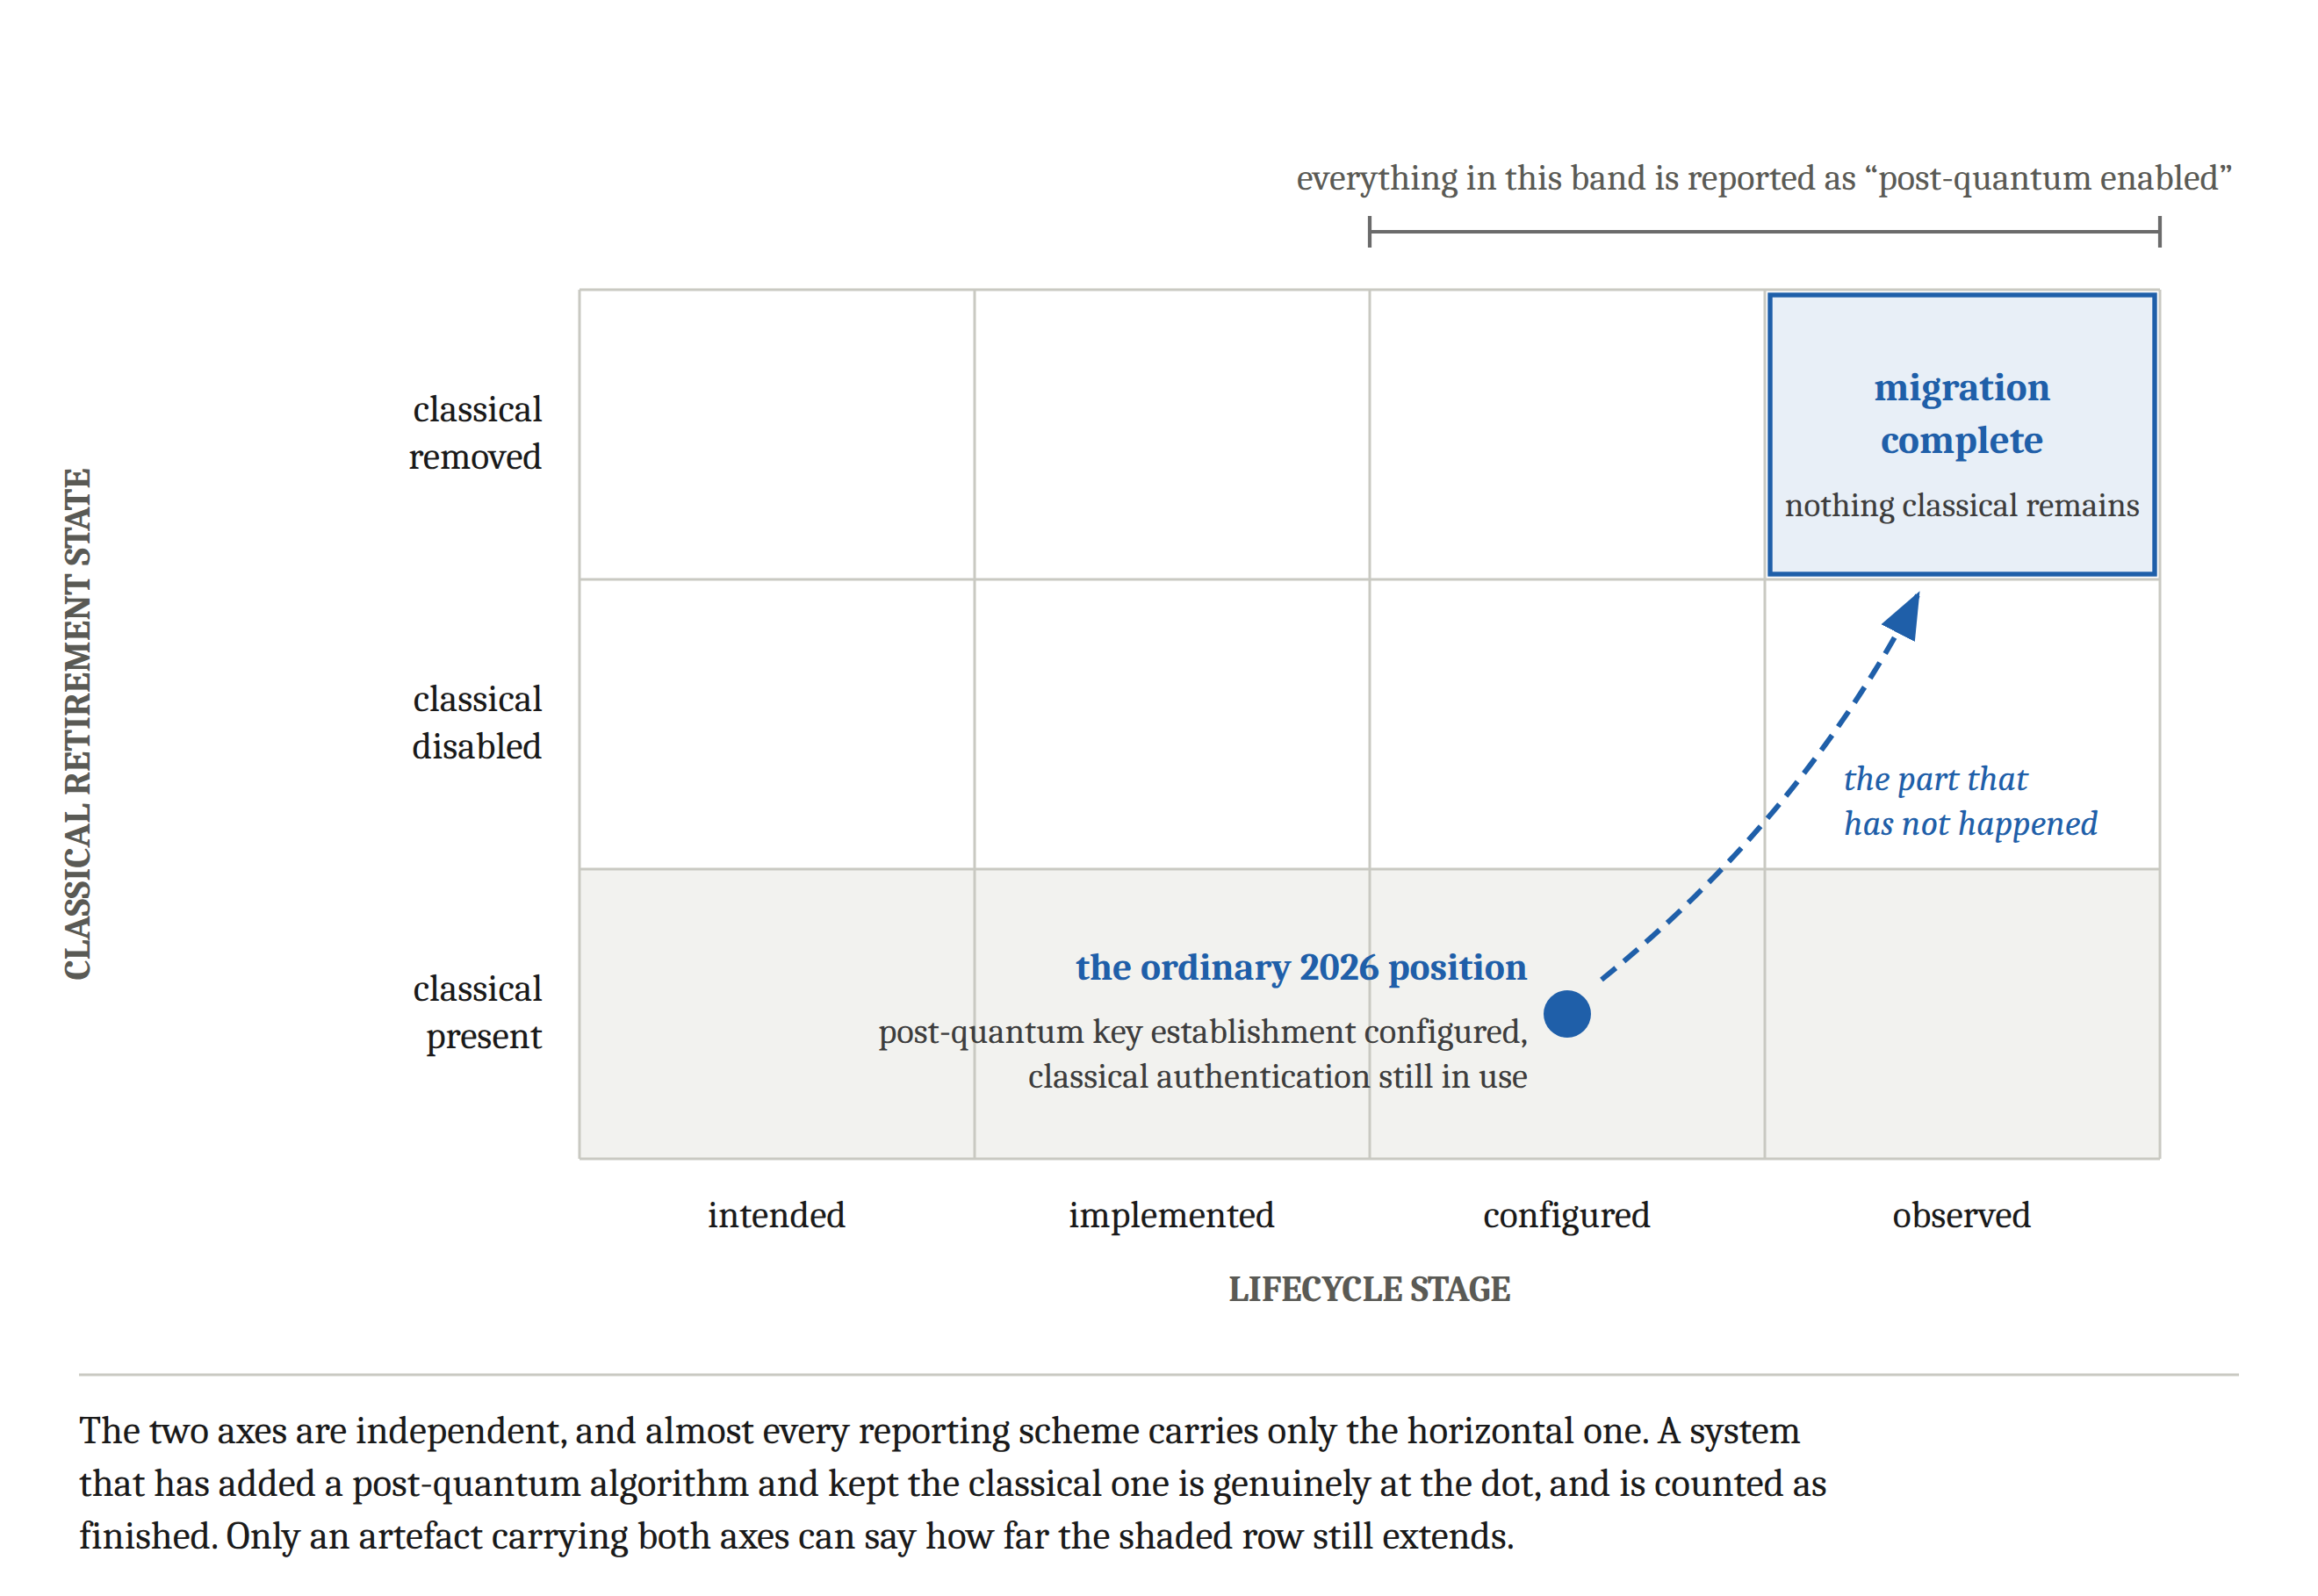 everything in this band is reported as “post-quantum enabled”
migration
complete
nothing classical remains
classical
removed
classical
disabled
the part that
has not happened
CLASSICAL RETIREMENT STATE
the ordinary 2026 position
post-quantum key establishment configured,
classical authentication still in use
classical
present
intended
implemented
configured
observed
LIFECYCLE STAGE
The two axes are independent, and almost every reporting scheme carries only the horizontal one. A system
that has added a post-quantum algorithm and kept the classical one is genuinely at the dot, and is counted as
finished. Only an artefact carrying both axes can say how far the shaded row still extends.